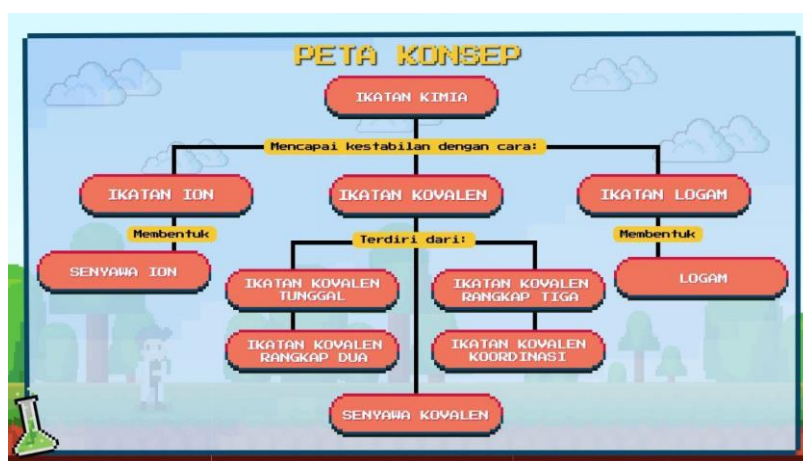 PETA KONSEP
IKATAN KIMIA
Mencapai kestabilan dengan cara:
IKATAN ION
IKATAN KOVALEN
IKATAN LOGAM
Membentuk
Terdiri dari:
Membentuk
SENYAWA ION
IKATAN KOVALEN
TUNGGAL
IKATAN KOVALEN
RANGKAP TIGA
LOGAM
IKATAN KOVALEN
RANGKAP DUA
IKATAN KOVALEN
KOORDINASI
SENYAWA KOVALEN